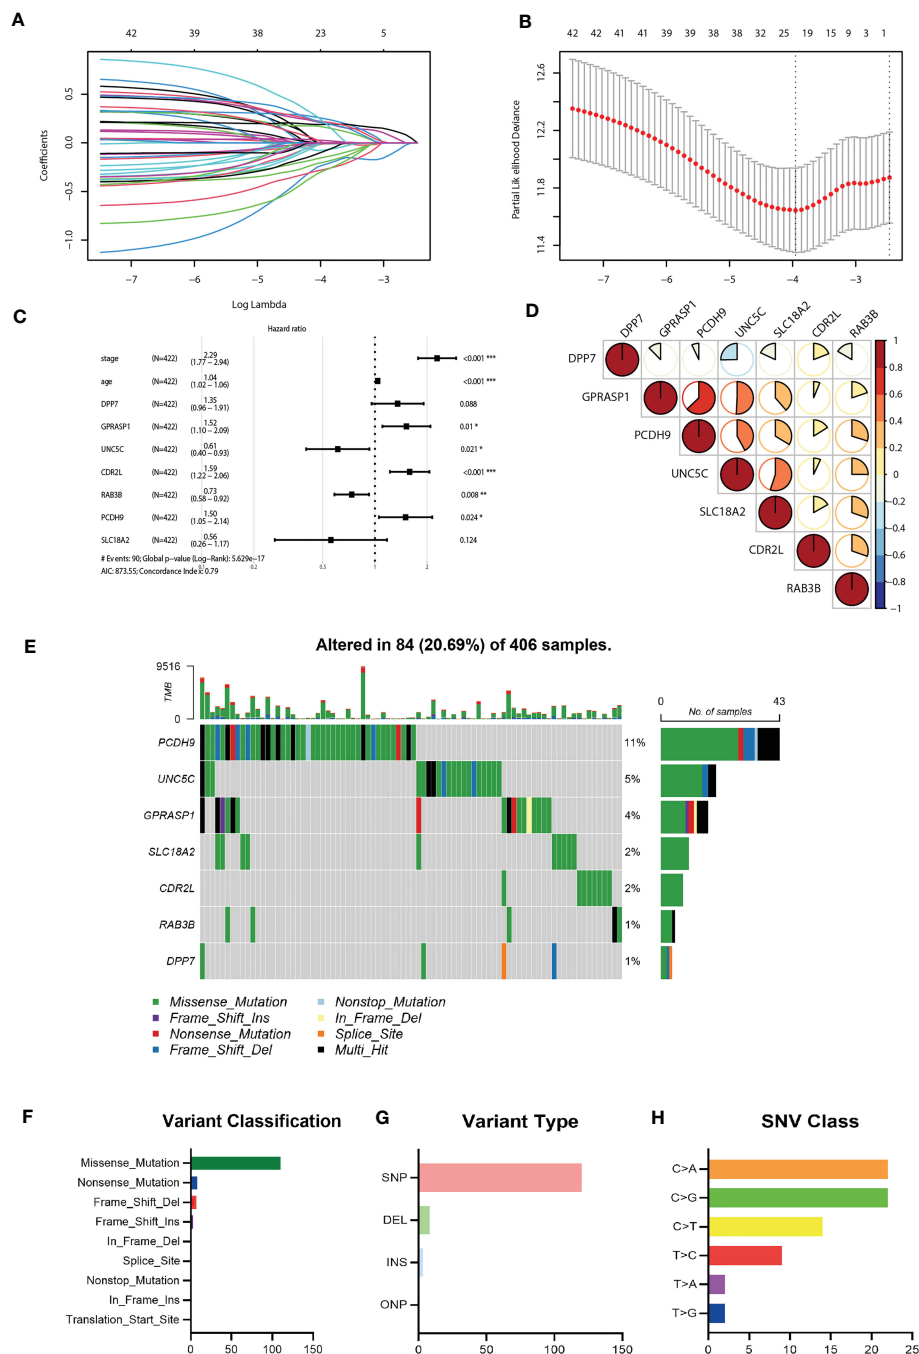 A
42 39 38 23 5
0.5
0.0
−0.5
−1.0
Coefficients
−7 −6 −5 −4 −3
Log Lambda
B
42 42 41 41 39 39 38 38 32 25 19 15 9 3 1
12.6
12.2
11.8
11.4
Partial Lik elihood Deviance
−7 −6 −5 −4 −3
C
Hazard ratio
stage (N=422) 2.29 (1.77 − 2.94) <0.001 ***
age (N=422) 1.04 (1.02 − 1.06) <0.001 ***
DPP7 (N=422) 1.35 (0.96 − 1.91) 0.088
GPRASP1 (N=422) 1.52 (1.10 − 2.09) 0.01 *
UNC5C (N=422) 0.61 (0.40 − 0.93) 0.021 *
CDR2L (N=422) 1.59 (1.22 − 2.06) <0.001 ***
RAB3B (N=422) 0.73 (0.58 − 0.92) 0.008 **
PCDH9 (N=422) 1.50 (1.05 − 2.14) 0.024 *
SLC18A2 (N=422) 0.56 (0.26 − 1.17) 0.124
# Events: 90; Global p−value (Log−Rank): 5.629e−17
AIC: 873.55; Concordance Index: 0.79
0.1 0.2 0.5 1 2
D
DPP7 GPRASP1 PCDH9 UNC5C SLC18A2 CDR2L RAB3B
DPP7
GPRASP1
PCDH9
UNC5C
SLC18A2
CDR2L
RAB3B
1
0.8
0.6
0.4
0.2
0
−0.2
−0.4
−0.6
−0.8
−1
E
Altered in 84 (20.69%) of 406 samples.
9516
TMB
0
0 43
No. of samples
PCDH9 11%
UNC5C 5%
GPRASP1 4%
SLC18A2 2%
CDR2L 2%
RAB3B 1%
DPP7 1%
Missense_Mutation
Frame_Shift_Ins
Nonsense_Mutation
Frame_Shift_Del
Nonstop_Mutation
In_Frame_Del
Splice_Site
Multi_Hit
F
Variant Classification
Missense_Mutation
Nonsense_Mutation
Frame_Shift_Del
Frame_Shift_Ins
In_Frame_Del
Splice_Site
Nonstop_Mutation
In_Frame_Ins
Translation_Start_Site
0 50 100 150
G
Variant Type
SNP
DEL
INS
ONP
0 50 100 150
H
SNV Class
C>A
C>G
C>T
T>C
T>A
T>G
0 5 10 15 20 25